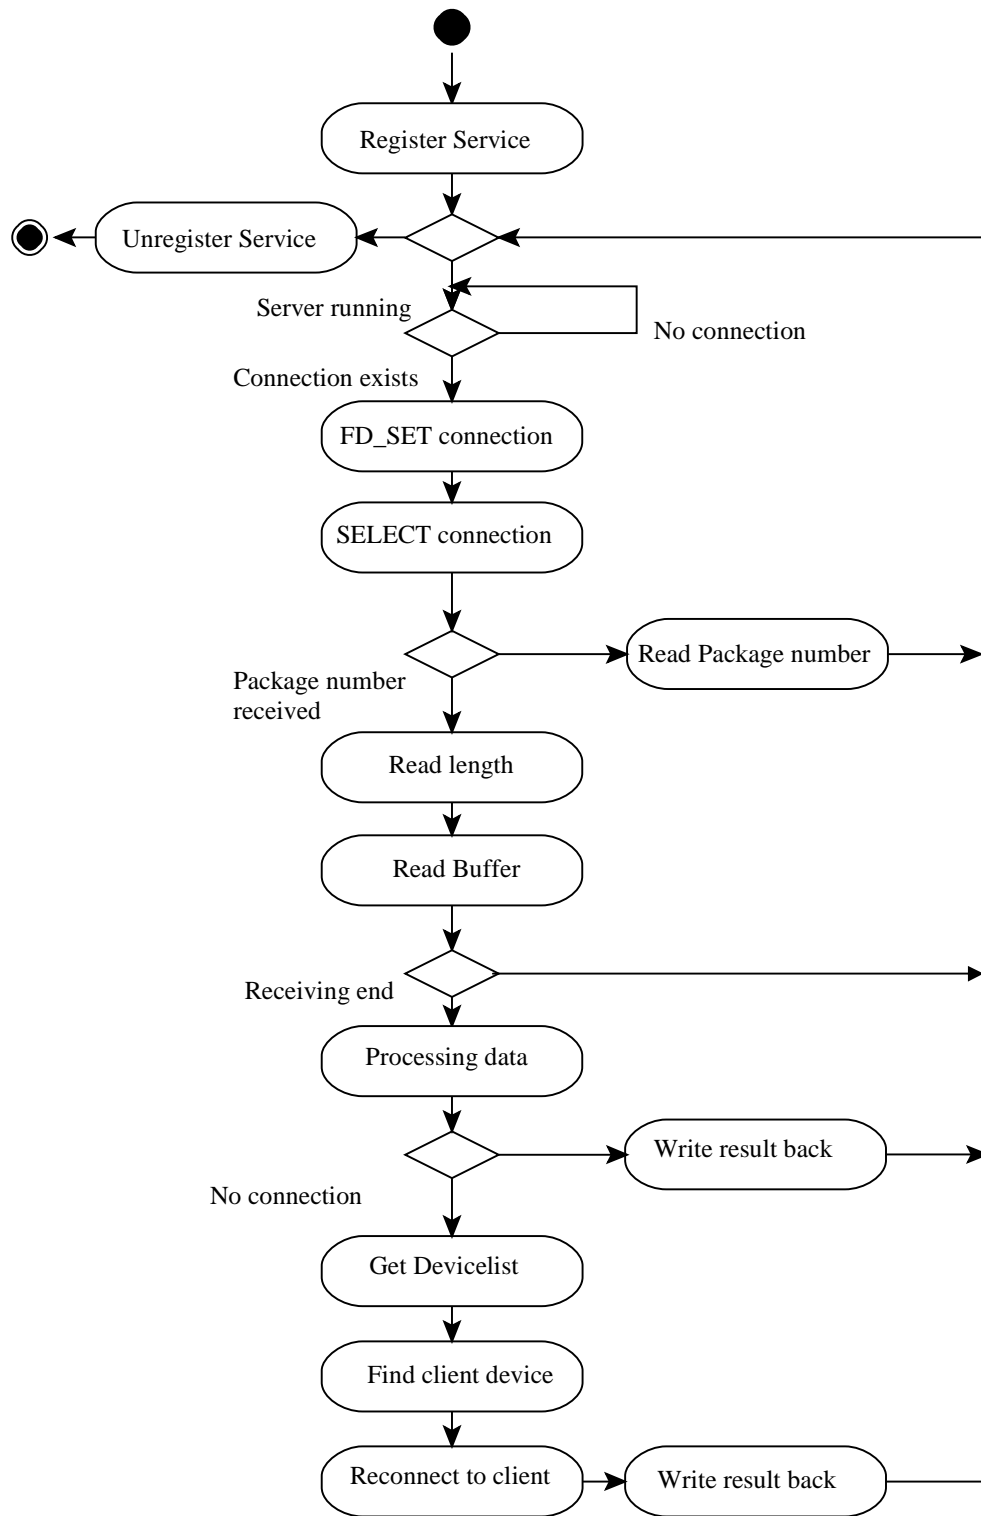 Register Service
Unregister Service
Server running
No connection
Connection exists
FD_SET connection
SELECT connection
Read Package number
Package number
received
Read length
Read Buffer
Receiving end
Processing data
Write result back
No connection
Get Devicelist
Find client device
Reconnect to client
Write result back